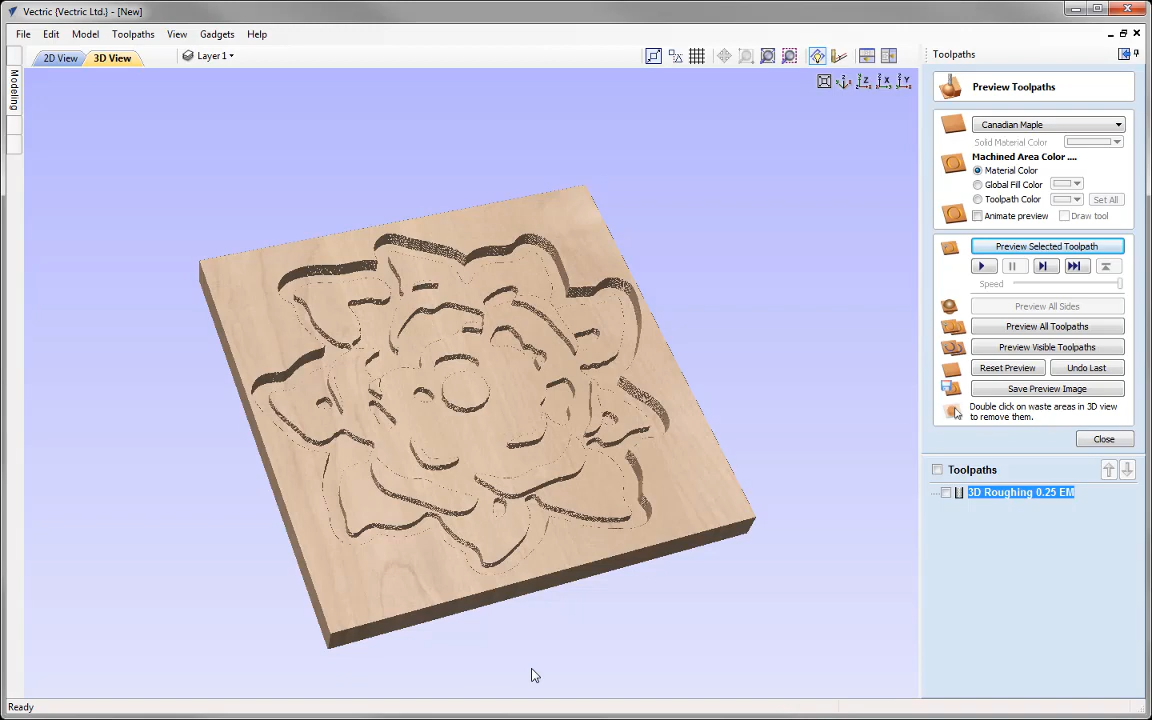 Vectric {Vectric Ltd.} - [New]
File Edit Model Toolpaths View Gadgets Help
2D View 3D View Layer 1
Modeling
Z X Y
Toolpaths
Preview Toolpaths
Canadian Maple
Solid Material Color
Machined Area Color ....
Material Color
Global Fill Color
Toolpath Color Set All
Animate preview Draw tool
Preview Selected Toolpath
Speed
Preview All Sides
Preview All Toolpaths
Preview Visible Toolpaths
Reset Preview Undo Last
Save Preview Image
Double click on waste areas in 3D view
to remove them.
Close
Toolpaths
3D Roughing 0.25 EM
Ready